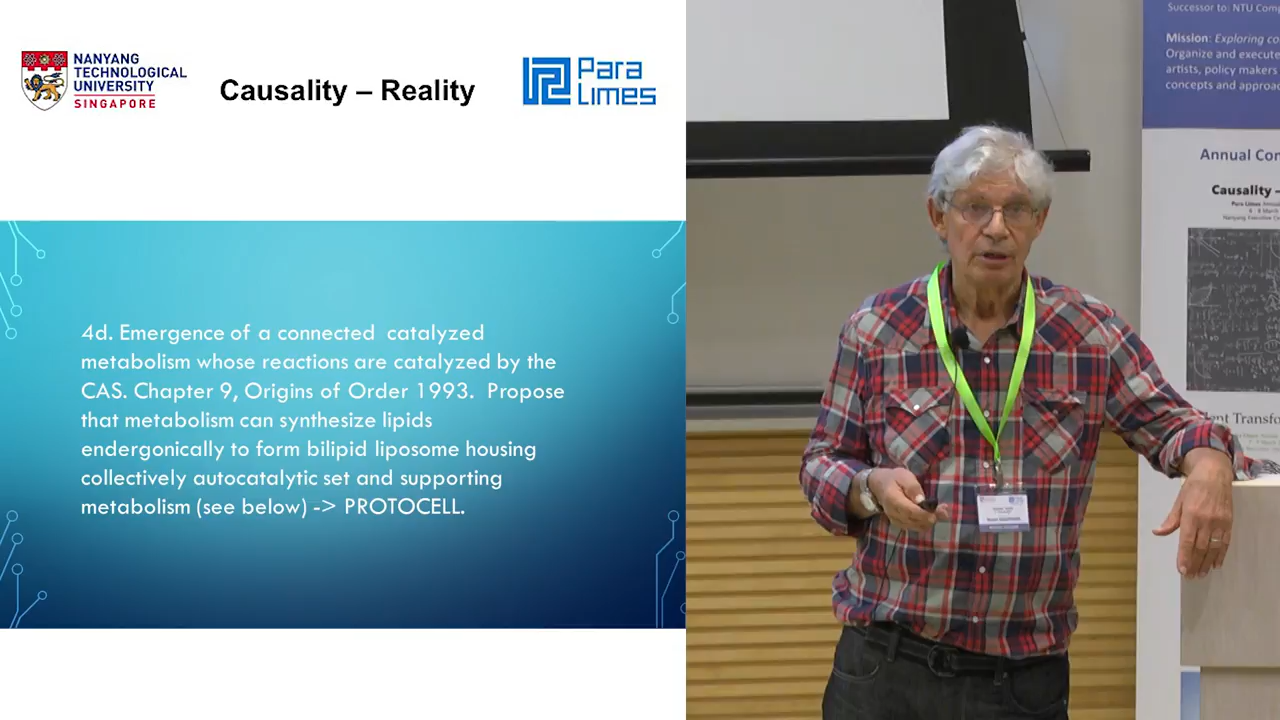 NANYANG
TECHNOLOGICAL
UNIVERSITY
SINGAPORE
Causality – Reality
Para
Limes
4d. Emergence of a connected catalyzed
metabolism whose reactions are catalyzed by the
CAS. Chapter 9, Origins of Order 1993. Propose
that metabolism can synthesize lipids
endergonically to form bilipid liposome housing
collectively autocatalytic set and supporting
metabolism (see below) -> PROTOCELL.
Successor to: NTU Comp
Mission: Exploring co
Organize and execute
artists, policy makers
concepts and approa
Annual Con
Causality –